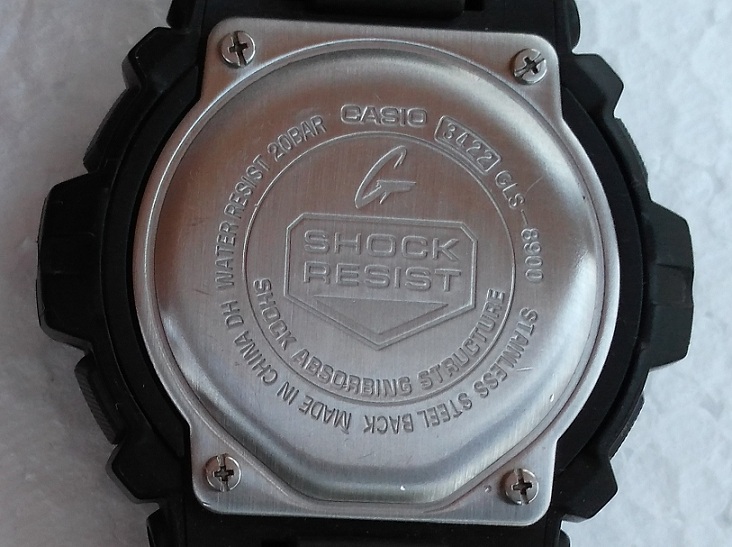 CASIO 3422 GLS-8900 STAINLESS STEEL BACK MADE IN CHINA DH WATER RESIST 20BAR
G
SHOCK
RESIST
SHOCK ABSORBING STRUCTURE